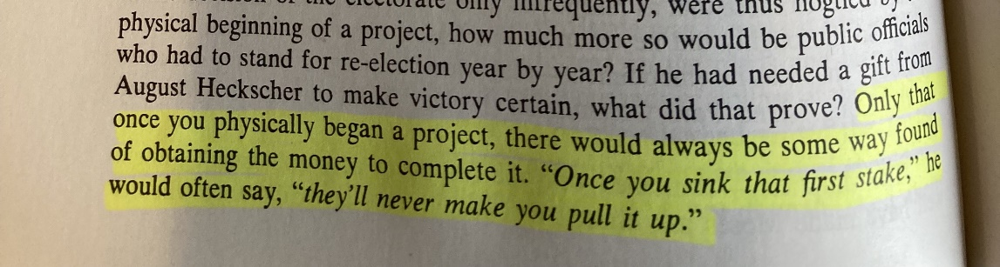 of the electorate only infrequently, were thus hogtied
physical beginning of a project, how much more so would be public officials
who had to stand for re-election year by year? If he had needed a gift from
August Heckscher to make victory certain, what did that prove? Only that
once you physically began a project, there would always be some way found
of obtaining the money to complete it. “Once you sink that first stake,” he
would often say, “they’ll never make you pull it up.”